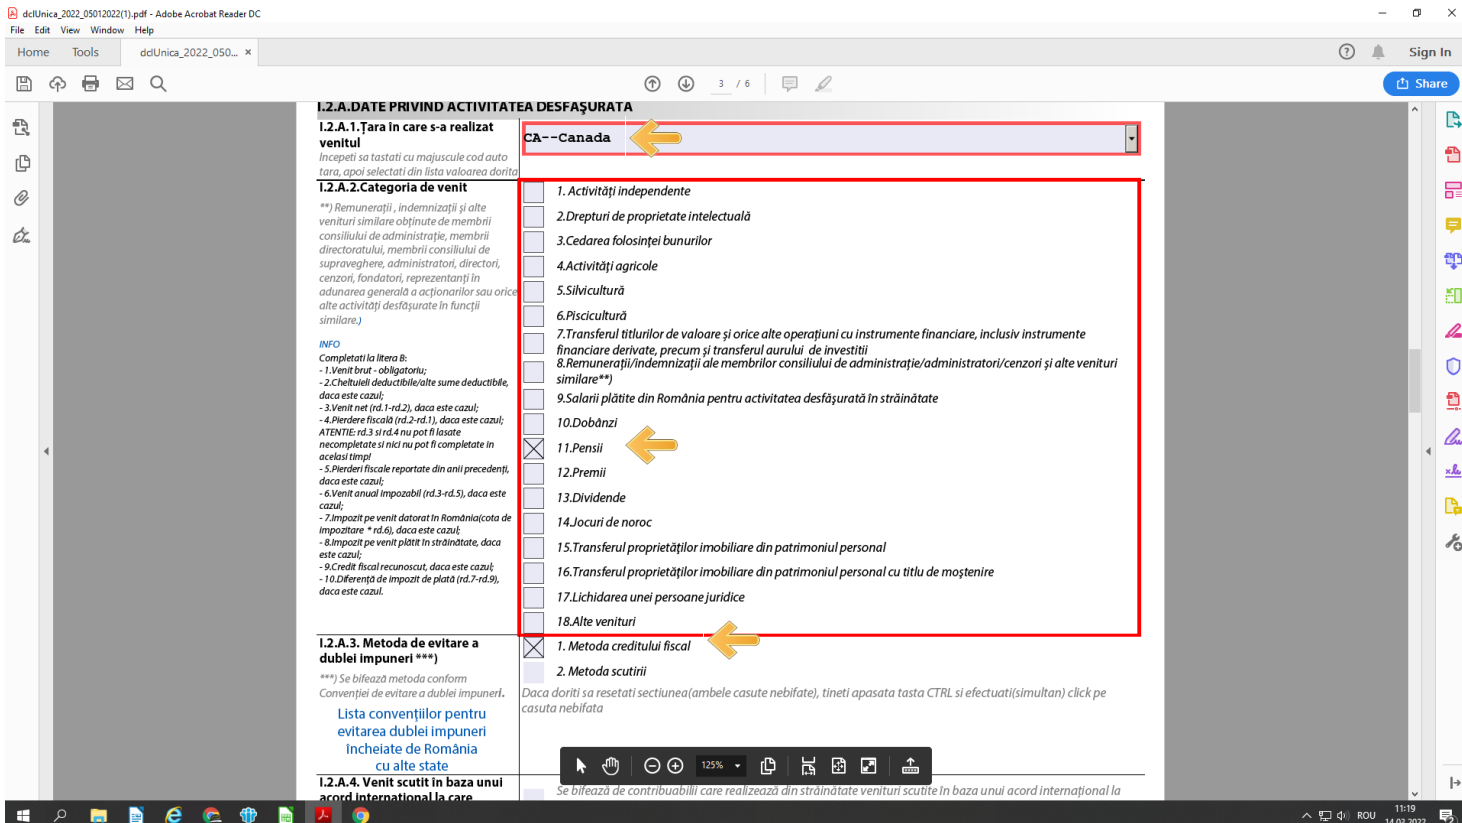 dclUnica_2022_05012022(1).pdf - Adobe Acrobat Reader DC
File Edit View Window Help
Home Tools dclUnica_2022_050... × Sign In
3 / 6 Share
I.2.A.DATE PRIVIND ACTIVITATEA DESFĂŞURATĂ
I.2.A.1.Ţara în care s-a realizat
venitul
Incepeti sa tastati cu majuscule cod auto
tara, apoi selectati din lista valoarea dorita
CA--Canada
I.2.A.2.Categoria de venit
**) Remuneraţii , indemnizaţii şi alte
venituri similare obţinute de membrii
consiliului de administraţie, membrii
directoratului, membrii consiliului de
supraveghere, administratori, directori,
cenzori, fondatori, reprezentanţi în
adunarea generală a acţionarilor sau orice
alte activităţi desfăşurate în funcţii
similare.)
INFO
Completati la litera B:
- 1.Venit brut - obligatoriu;
- 2.Cheltuieli deductibile/alte sume deductibile,
daca este cazul;
- 3.Venit net (rd.1-rd.2), daca este cazul;
- 4.Pierdere fiscală (rd.2-rd.1), daca este cazul;
ATENTIE: rd.3 si rd.4 nu pot fi lasate
necompletate si nici nu pot fi completate in
acelasi timp!
- 5.Pierderi fiscale reportate din anii precedenţi,
daca este cazul;
- 6.Venit anual impozabil (rd.3-rd.5), daca este
cazul;
- 7.Impozit pe venit datorat în România(cota de
impozitare * rd.6), daca este cazul;
- 8.Impozit pe venit plătit în străinătate, daca
este cazul;
- 9.Credit fiscal recunoscut, daca este cazul;
- 10.Diferenţă de impozit de plată (rd.7-rd.9),
daca este cazul.
1. Activităţi independente
2.Drepturi de proprietate intelectuală
3.Cedarea folosinţei bunurilor
4.Activităţi agricole
5.Silvicultură
6.Piscicultură
7.Transferul titlurilor de valoare şi orice alte operaţiuni cu instrumente financiare, inclusiv instrumente
financiare derivate, precum şi transferul aurului de investitii
8.Remuneraţii/indemnizaţii ale membrilor consiliului de administraţie/administratori/cenzori şi alte venituri
similare**)
9.Salarii plătite din România pentru activitatea desfăşurată în străinătate
10.Dobânzi
11.Pensii
12.Premii
13.Dividende
14.Jocuri de noroc
15.Transferul proprietăţilor imobiliare din patrimoniul personal
16.Transferul proprietăţilor imobiliare din patrimoniul personal cu titlu de moştenire
17.Lichidarea unei persoane juridice
18.Alte venituri
I.2.A.3. Metoda de evitare a
dublei impuneri ***)
***) Se bifează metoda conform
Convenţiei de evitare a dublei impuneri.
Lista convenţiilor pentru
evitarea dublei impuneri
încheiate de România
cu alte state
1. Metoda creditului fiscal
2. Metoda scutirii
Daca doriti sa resetati sectiunea(ambele casute nebifate), tineti apasata tasta CTRL si efectuati(simultan) click pe
casuta nebifata
125%
I.2.A.4. Venit scutit în baza unui
acord internaţional la care
Se bifează de contribuabilii care realizează din străinătate venituri scutite în baza unui acord internaţional la
ROU 11:19
14.03.2022